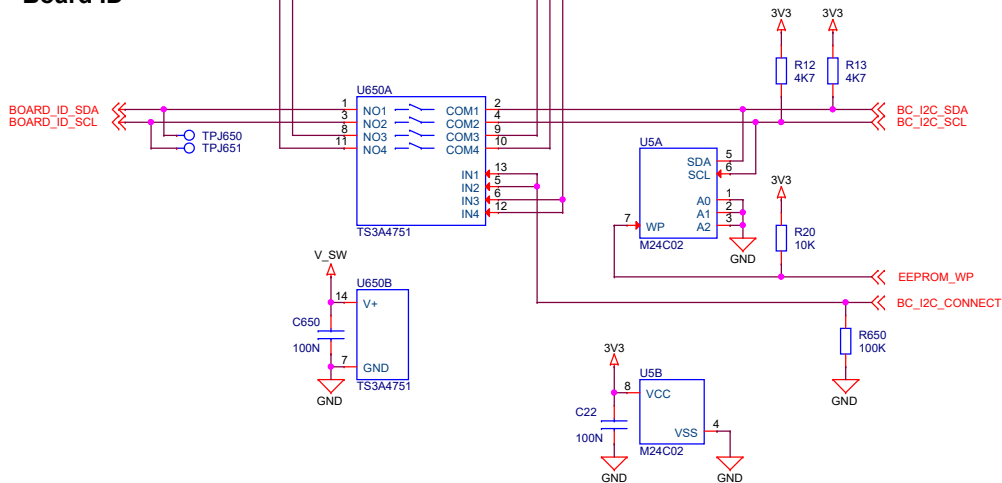 Board ID
3V3 3V3
R12 R13
4K7 4K7
U650A
BOARD_ID_SDA 1 NO1 COM1 2 BC_I2C_SDA
BOARD_ID_SCL 3 NO2 COM2 4 BC_I2C_SCL
8 NO3 COM3 9
TPJ650
11 NO4 COM4 10
TPJ651
U5A
SDA 5
SCL 6
IN1 13
IN2 5
IN3 6
IN4 12
TS3A4751
3V3
A0 1
A1 2
A2 3
7 WP
M24C02
GND
R20
10K
EEPROM_WP
BC_I2C_CONNECT
V_SW
U650B
14 V+
C650
100N
7 GND
TS3A4751
GND
R650
100K
GND
3V3
U5B
8 VCC
C22
100N
VSS 4
M24C02
GND GND